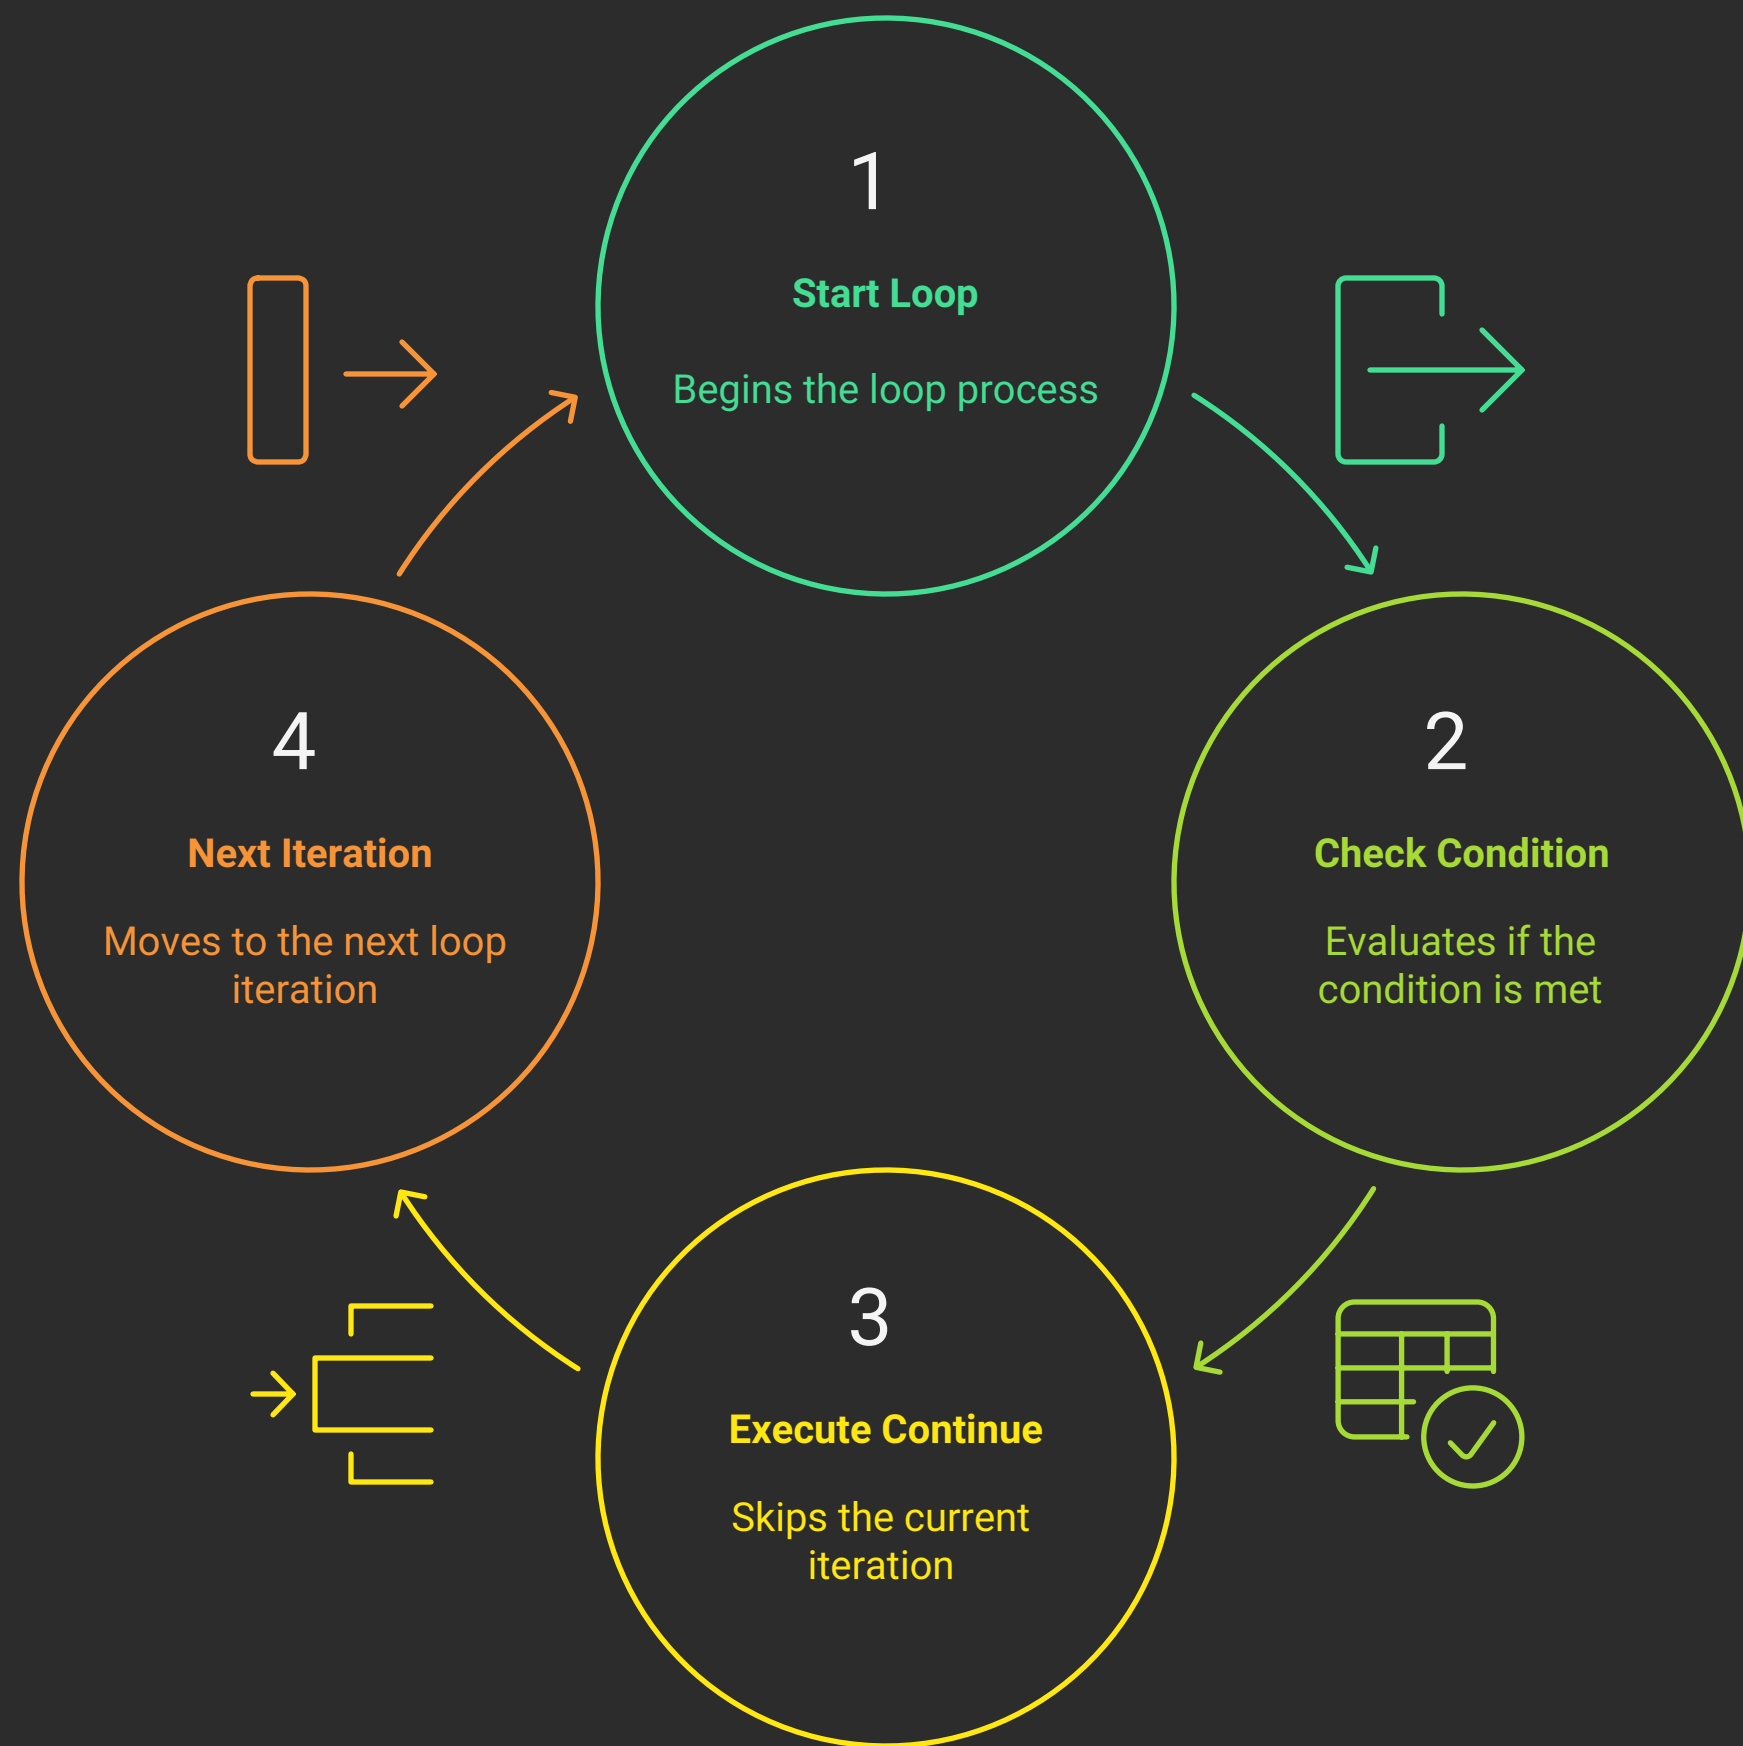 1
Start Loop
Begins the loop process
2
Check Condition
Evaluates if the
condition is met
3
Execute Continue
Skips the current
iteration
4
Next Iteration
Moves to the next loop
iteration